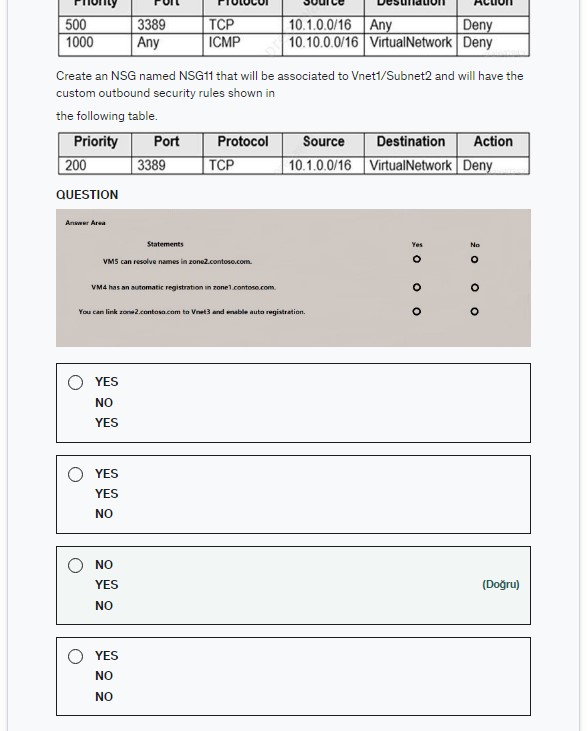 Priority Port Protocol Source Destination Action
500 3389 TCP 10.1.0.0/16 Any Deny
1000 Any ICMP 10.10.0.0/16 VirtualNetwork Deny
Create an NSG named NSG11 that will be associated to Vnet1/Subnet2 and will have the
custom outbound security rules shown in
the following table.
Priority Port Protocol Source Destination Action
200 3389 TCP 10.1.0.0/16 VirtualNetwork Deny
QUESTION
Answer Area
Statements Yes No
VM5 can resolve names in zone2.contoso.com.
VM4 has an automatic registration in zone1.contoso.com.
You can link zone2.contoso.com to Vnet3 and enable auto registration.
YES
NO
YES
YES
YES
NO
NO
YES (Doğru)
NO
YES
NO
NO